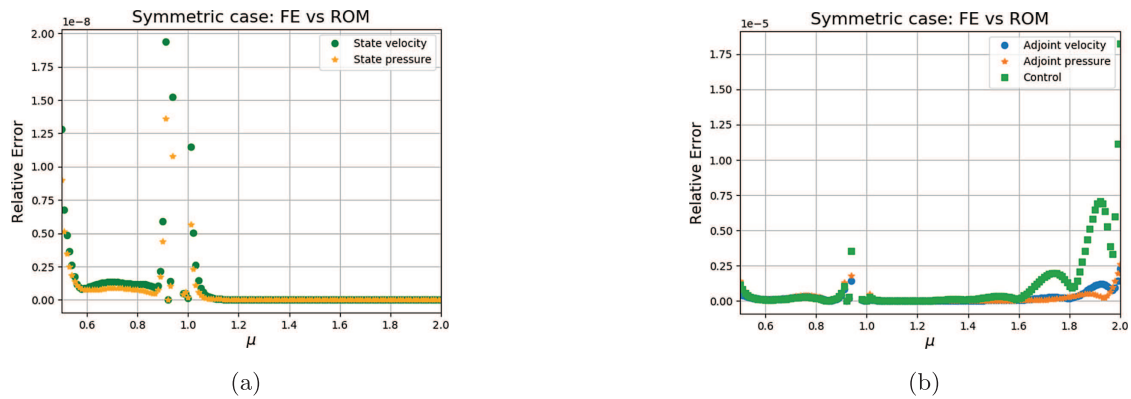 Symmetric case: FE vs ROM
1e−8
State velocity
State pressure
Relative Error
2.00
1.75
1.50
1.25
1.00
0.75
0.50
0.25
0.00
0.6 0.8 1.0 1.2 1.4 1.6 1.8 2.0
μ
(a)
Symmetric case: FE vs ROM
1e−5
Adjoint velocity
Adjoint pressure
Control
Relative Error
1.75
1.50
1.25
1.00
0.75
0.50
0.25
0.00
0.6 0.8 1.0 1.2 1.4 1.6 1.8 2.0
μ
(b)